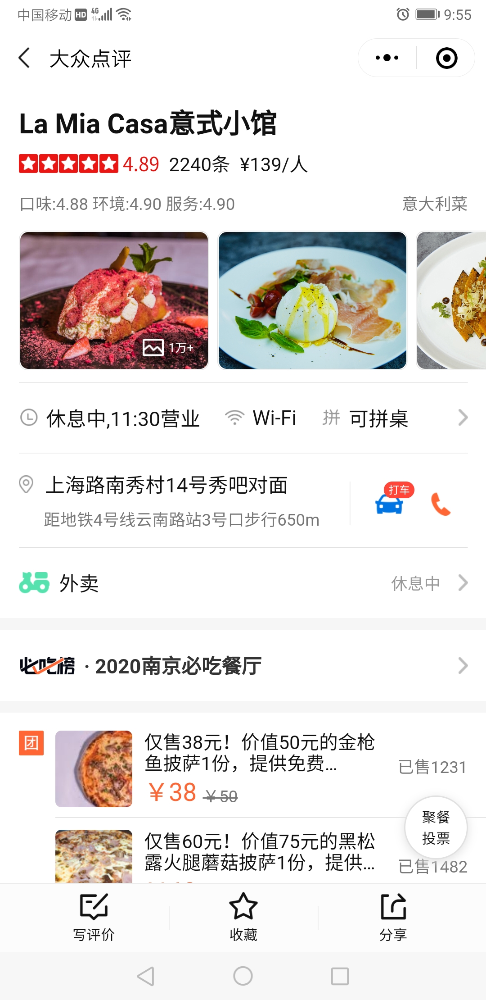 中国移动 HD 4G 9:55
大众点评
La Mia Casa意式小馆
4.89 2240条 ¥139/人
口味:4.88 环境:4.90 服务:4.90 意大利菜
1万+
休息中,11:30营业 Wi-Fi 拼 可拼桌
上海路南秀村14号秀吧对面
打车
距地铁4号线云南路站3号口步行650m
外卖 休息中
必吃榜 · 2020南京必吃餐厅
团
仅售38元！价值50元的金枪
鱼披萨1份，提供免费...
已售1231
¥38 ¥50
聚餐
投票
仅售60元！价值75元的黑松
露火腿蘑菇披萨1份，提供...
已售1482
写评价 收藏 分享